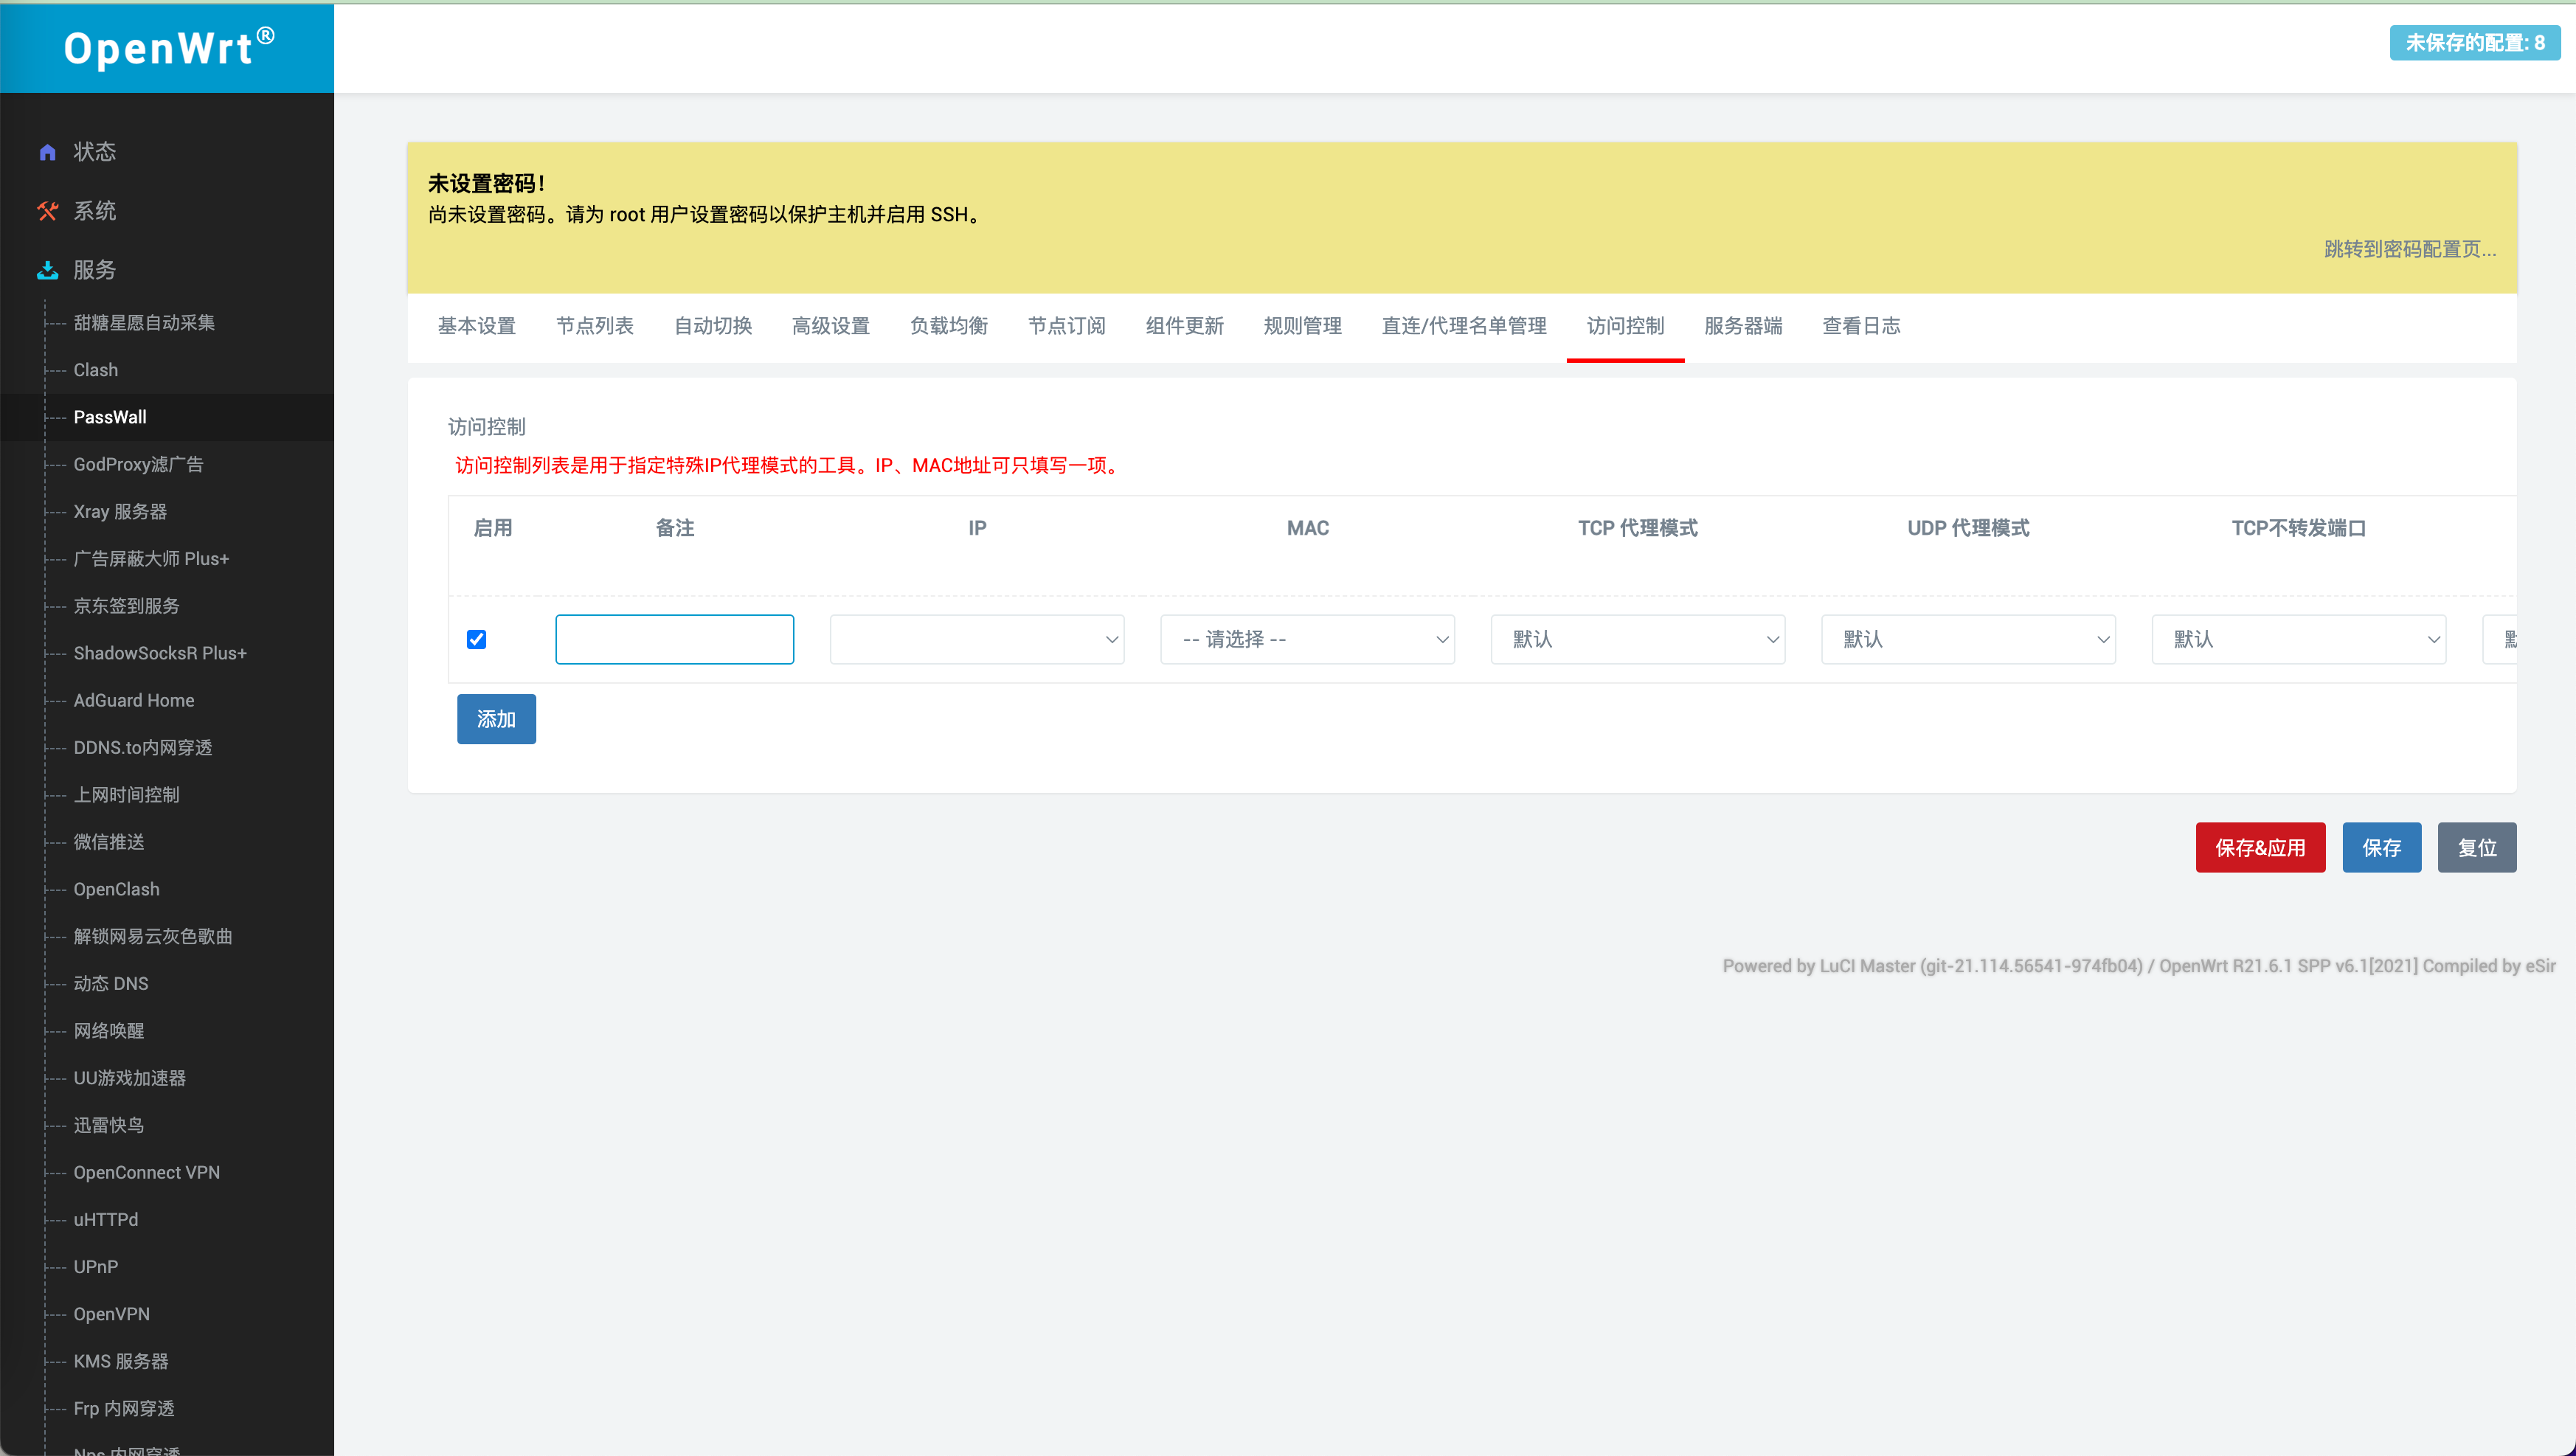 OpenWrt®
未保存的配置: 8
状态
系统
服务
甜糖星愿自动采集
Clash
PassWall
GodProxy滤广告
Xray 服务器
广告屏蔽大师 Plus+
京东签到服务
ShadowSocksR Plus+
AdGuard Home
DDNS.to内网穿透
上网时间控制
微信推送
OpenClash
解锁网易云灰色歌曲
动态 DNS
网络唤醒
UU游戏加速器
迅雷快鸟
OpenConnect VPN
uHTTPd
UPnP
OpenVPN
KMS 服务器
Frp 内网穿透
Nps 内网穿透
未设置密码！
尚未设置密码。请为 root 用户设置密码以保护主机并启用 SSH。
跳转到密码配置页...
基本设置 节点列表 自动切换 高级设置 负载均衡 节点订阅 组件更新 规则管理 直连/代理名单管理 访问控制 服务器端 查看日志
访问控制
访问控制列表是用于指定特殊IP代理模式的工具。IP、MAC地址可只填写一项。
启用 备注 IP MAC TCP 代理模式 UDP 代理模式 TCP不转发端口
-- 请选择 -- 默认 默认 默认
添加
保存&应用 保存 复位
Powered by LuCI Master (git-21.114.56541-974fb04) / OpenWrt R21.6.1 SPP v6.1[2021] Compiled by eSir